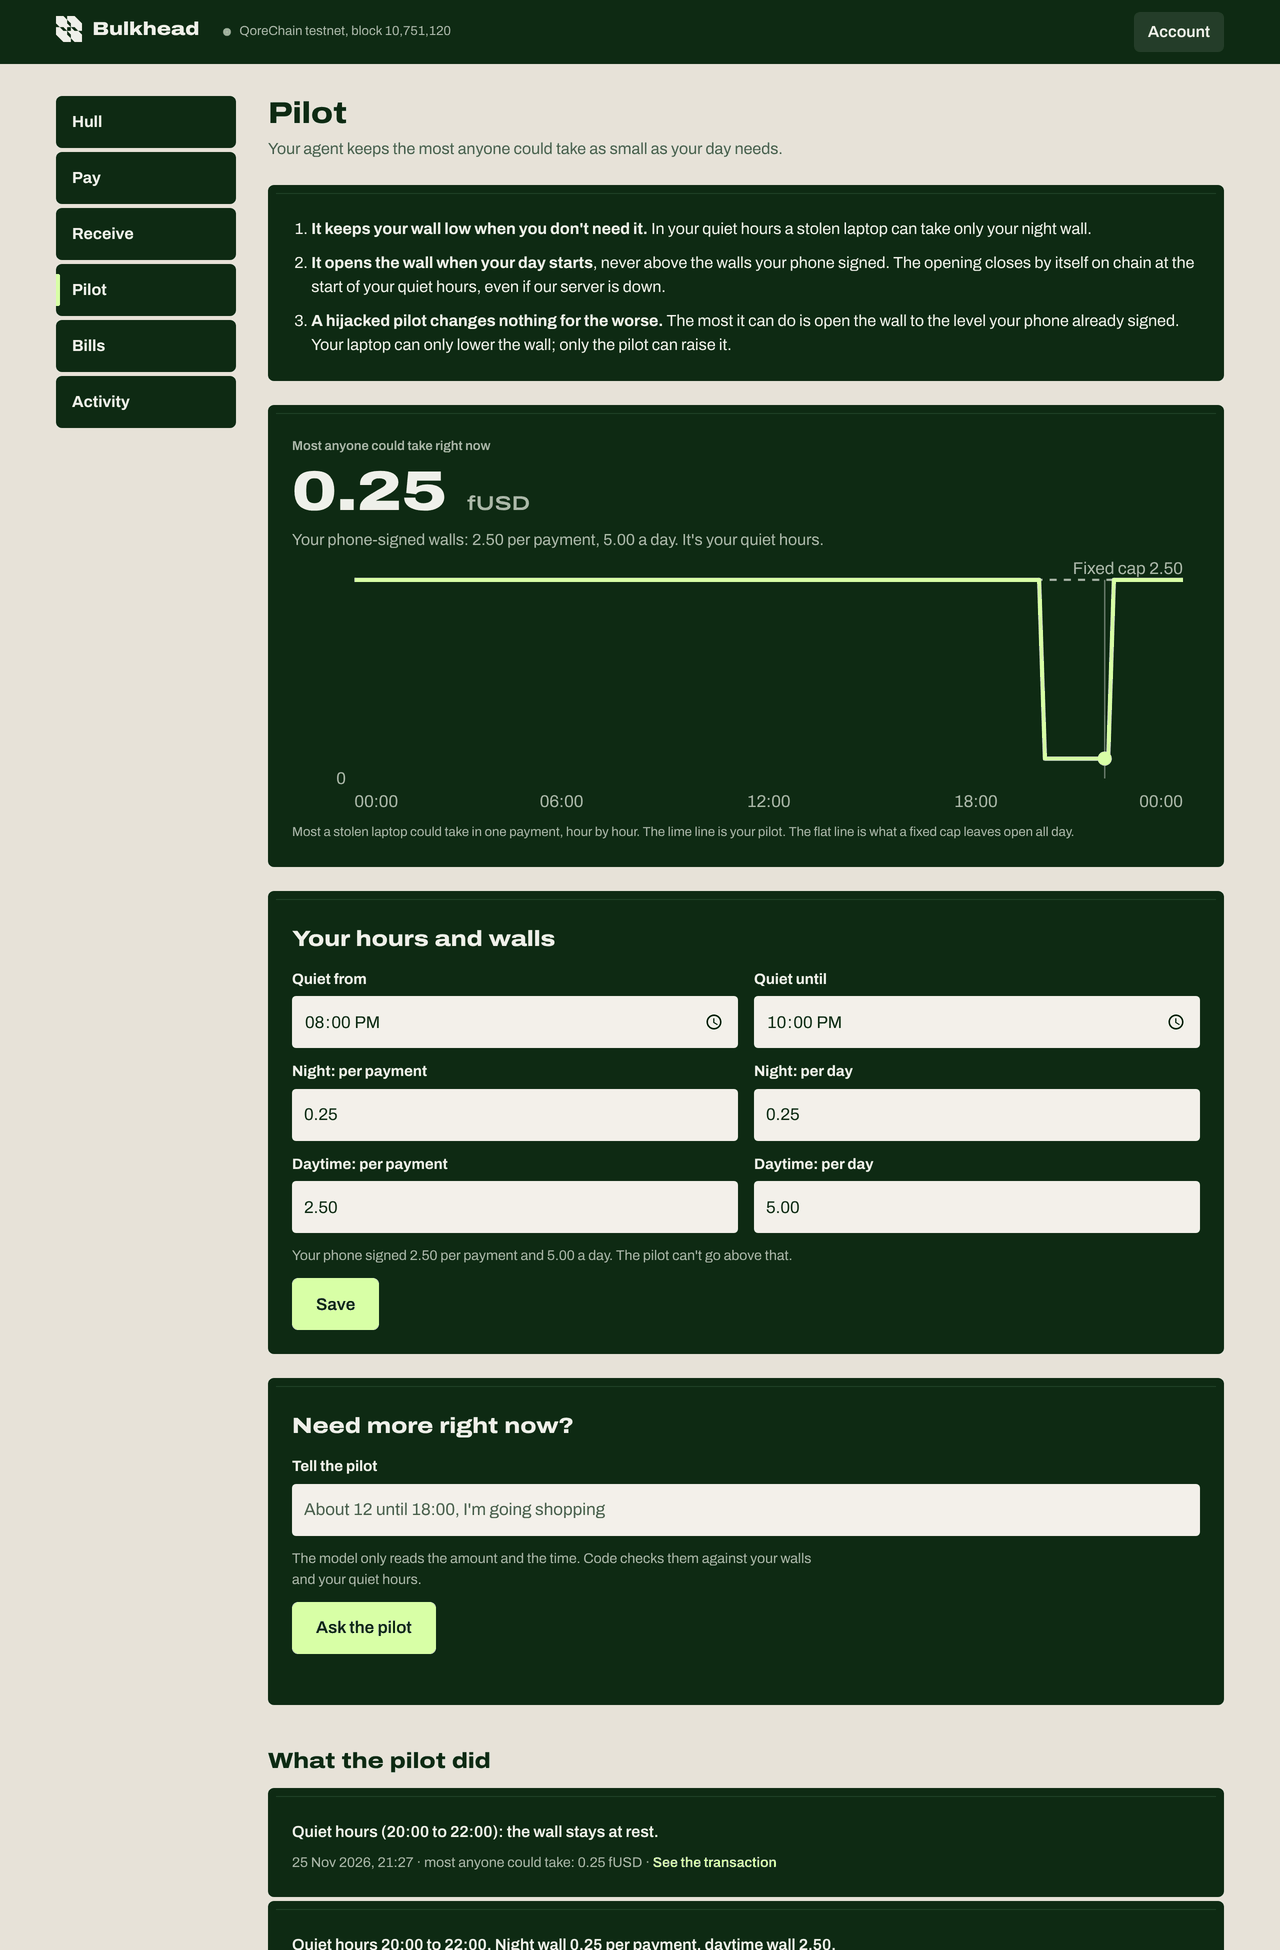 Bulkhead
QoreChain testnet, block 10,751,120
Account
Hull
Pay
Receive
Pilot
Bills
Activity
Pilot
Your agent keeps the most anyone could take as small as your day needs.
1. It keeps your wall low when you don't need it. In your quiet hours a stolen laptop can take only your night wall.
2. It opens the wall when your day starts, never above the walls your phone signed. The opening closes by itself on chain at the
start of your quiet hours, even if our server is down.
3. A hijacked pilot changes nothing for the worse. The most it can do is open the wall to the level your phone already signed.
Your laptop can only lower the wall; only the pilot can raise it.
Most anyone could take right now
0.25 fUSD
Your phone-signed walls: 2.50 per payment, 5.00 a day. It's your quiet hours.
Fixed cap 2.50
0
00:00 06:00 12:00 18:00 00:00
Most a stolen laptop could take in one payment, hour by hour. The lime line is your pilot. The flat line is what a fixed cap leaves open all day.
Your hours and walls
Quiet from
08:00 PM
Quiet until
10:00 PM
Night: per payment
0.25
Night: per day
0.25
Daytime: per payment
2.50
Daytime: per day
5.00
Your phone signed 2.50 per payment and 5.00 a day. The pilot can't go above that.
Save
Need more right now?
Tell the pilot
About 12 until 18:00, I'm going shopping
The model only reads the amount and the time. Code checks them against your walls
and your quiet hours.
Ask the pilot
What the pilot did
Quiet hours (20:00 to 22:00): the wall stays at rest.
25 Nov 2026, 21:27 · most anyone could take: 0.25 fUSD · See the transaction
Quiet hours 20:00 to 22:00. Night wall 0.25 per payment, daytime wall 2.50.